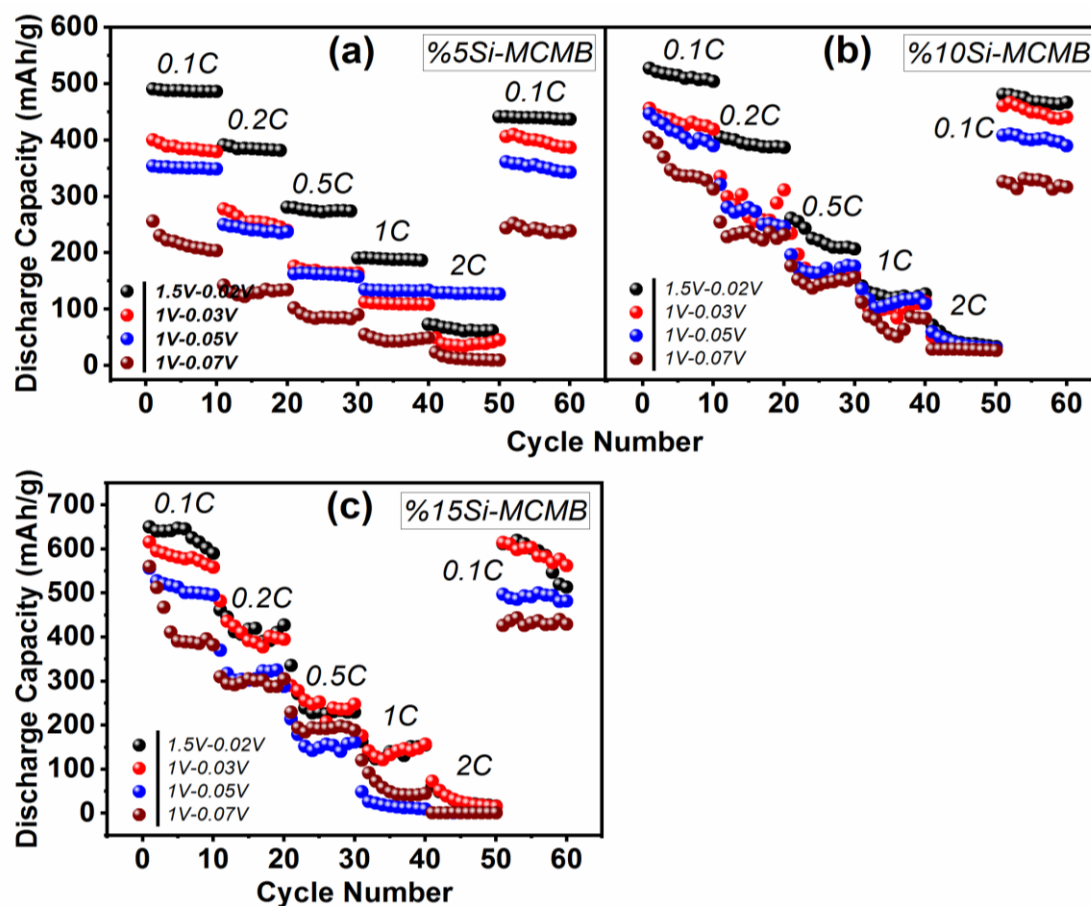 Discharge Capacity (mAh/g)
600
500
400
300
200
100
0
(a)
%5Si-MCMB
0.1C
0.2C
0.5C
1C
2C
0.1C
1.5V-0.02V
1V-0.03V
1V-0.05V
1V-0.07V
0 10 20 30 40 50 60
(b)
%10Si-MCMB
0.1C
0.2C
0.5C
1C
2C
0.1C
1.5V-0.02V
1V-0.03V
1V-0.05V
1V-0.07V
0 10 20 30 40 50 60
Cycle Number
Discharge Capacity (mAh/g)
700
600
500
400
300
200
100
0
(c)
%15Si-MCMB
0.1C
0.2C
0.5C
1C
2C
0.1C
1.5V-0.02V
1V-0.03V
1V-0.05V
1V-0.07V
0 10 20 30 40 50 60
Cycle Number